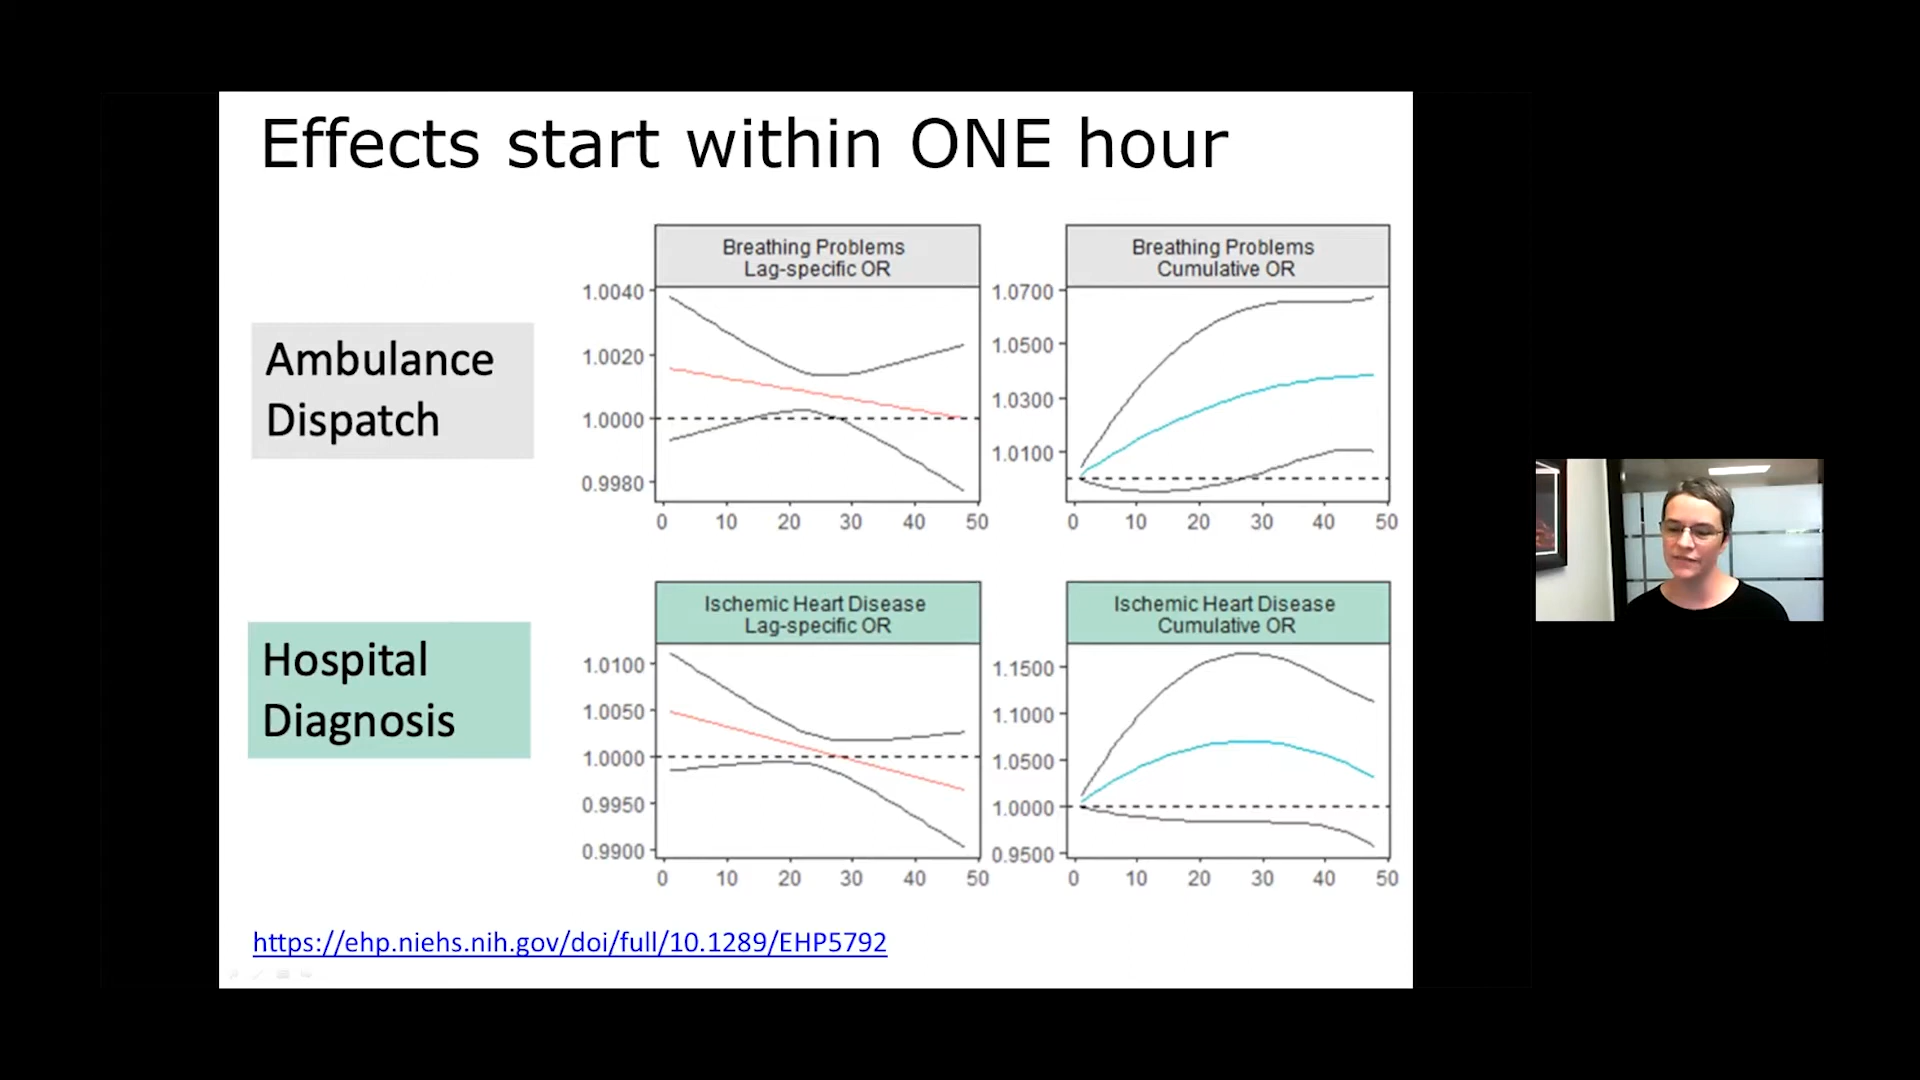 Effects start within ONE hour
Ambulance
Dispatch
Breathing Problems
Lag-specific OR
1.0040
1.0020
1.0000
0.9980
0 10 20 30 40 50
Breathing Problems
Cumulative OR
1.0700
1.0500
1.0300
1.0100
0 10 20 30 40 50
Hospital
Diagnosis
Ischemic Heart Disease
Lag-specific OR
1.0100
1.0050
1.0000
0.9950
0.9900
0 10 20 30 40 50
Ischemic Heart Disease
Cumulative OR
1.1500
1.1000
1.0500
1.0000
0.9500
0 10 20 30 40 50
https://ehp.niehs.nih.gov/doi/full/10.1289/EHP5792